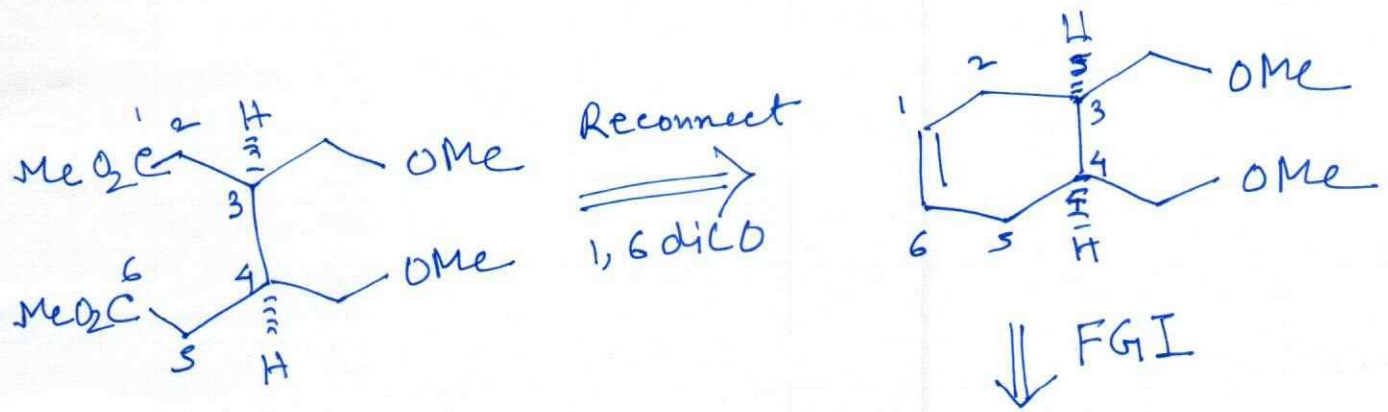 1 2 H
MeO₂C OMe
3
4 OMe
6
MeO₂C
5 H
Reconnect
1,6 diCO
H
2 OMe
1 3
4 OMe
6 5 H
FGI